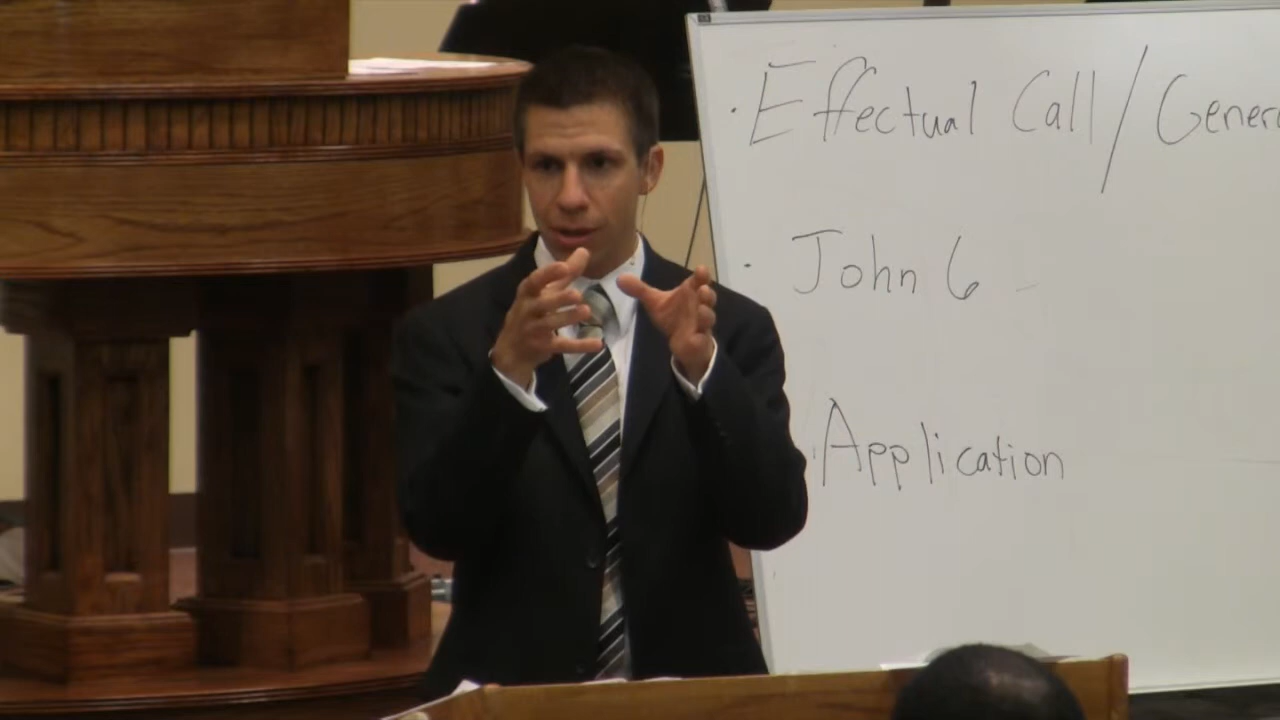 · Effectual Call / Gener
· John 6 -
· Application